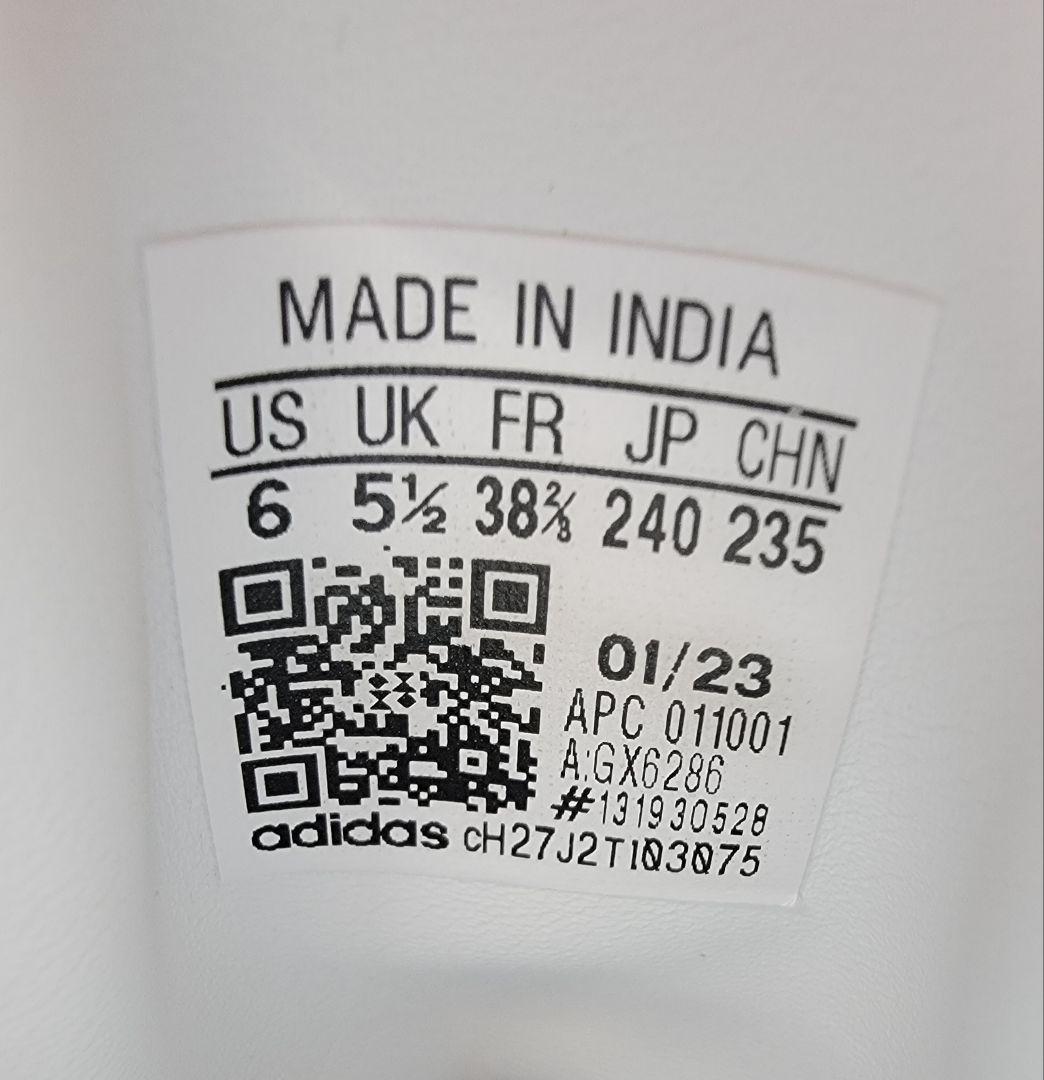 MADE IN INDIA
US UK FR JP CHN
6 5½ 38⅔ 240 235
01/23
APC 011001
A:GX6286
#131930528
adidas cH27J2T103075